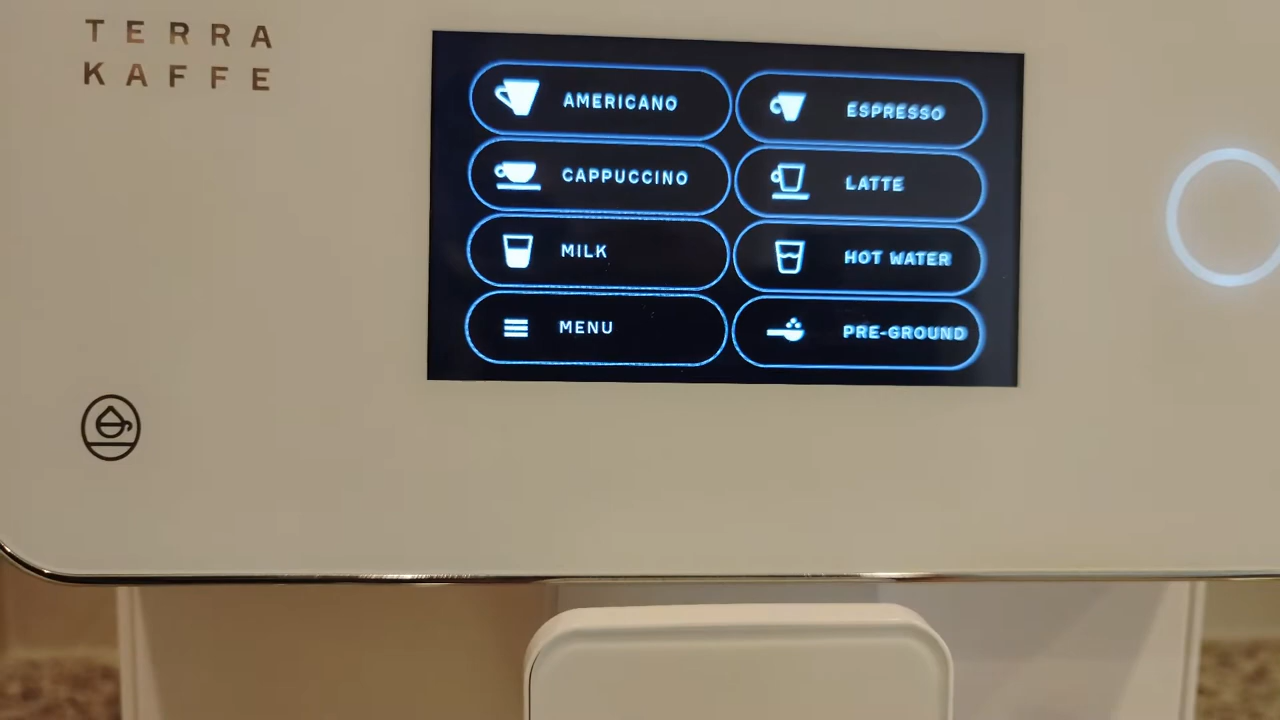 TERRA
KAFFE
AMERICANO
ESPRESSO
CAPPUCCINO
LATTE
MILK
HOT WATER
MENU
PRE-GROUND